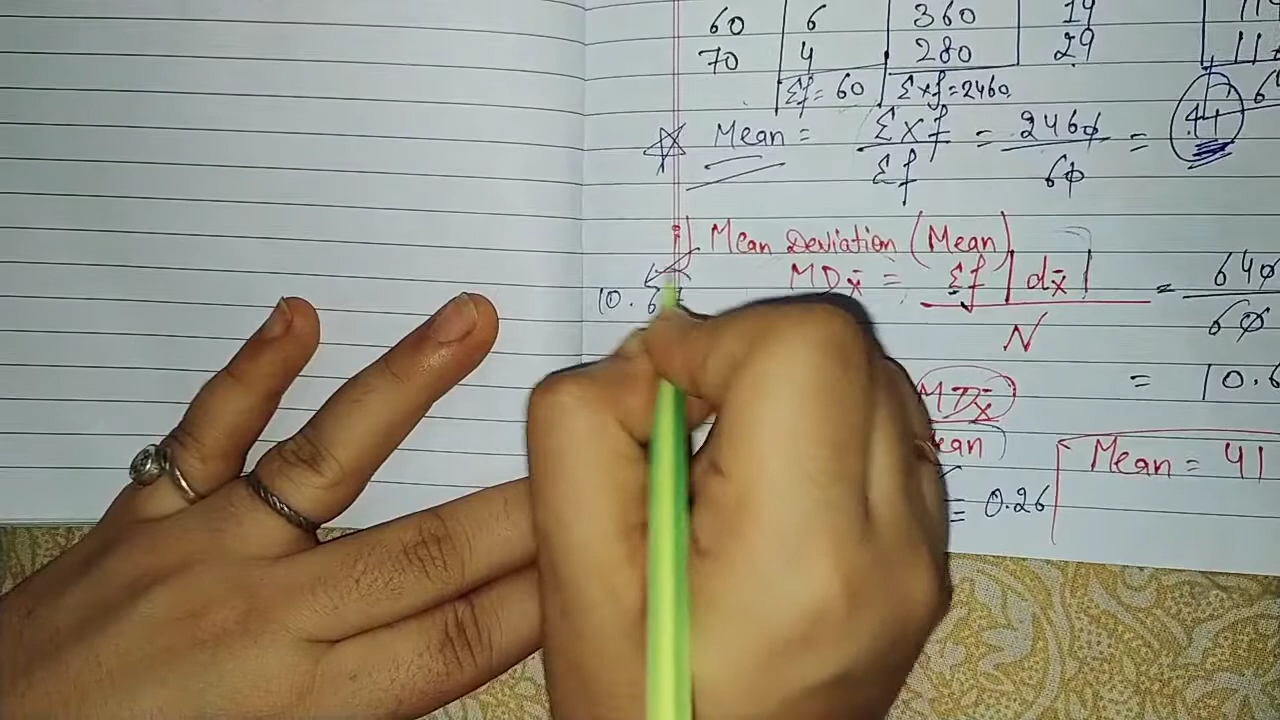 60 6 360 19
70 4 280 29
Σf = 60 Σxf = 2460
Mean = Σxf / Σf = 2460 / 60 = 41
Mean Deviation (Mean)
MDx̄ = Σf |dx̄| / N = 640 / 60
10.6
= 10.6
MDx̄
ean
Mean = 41
= 0.26